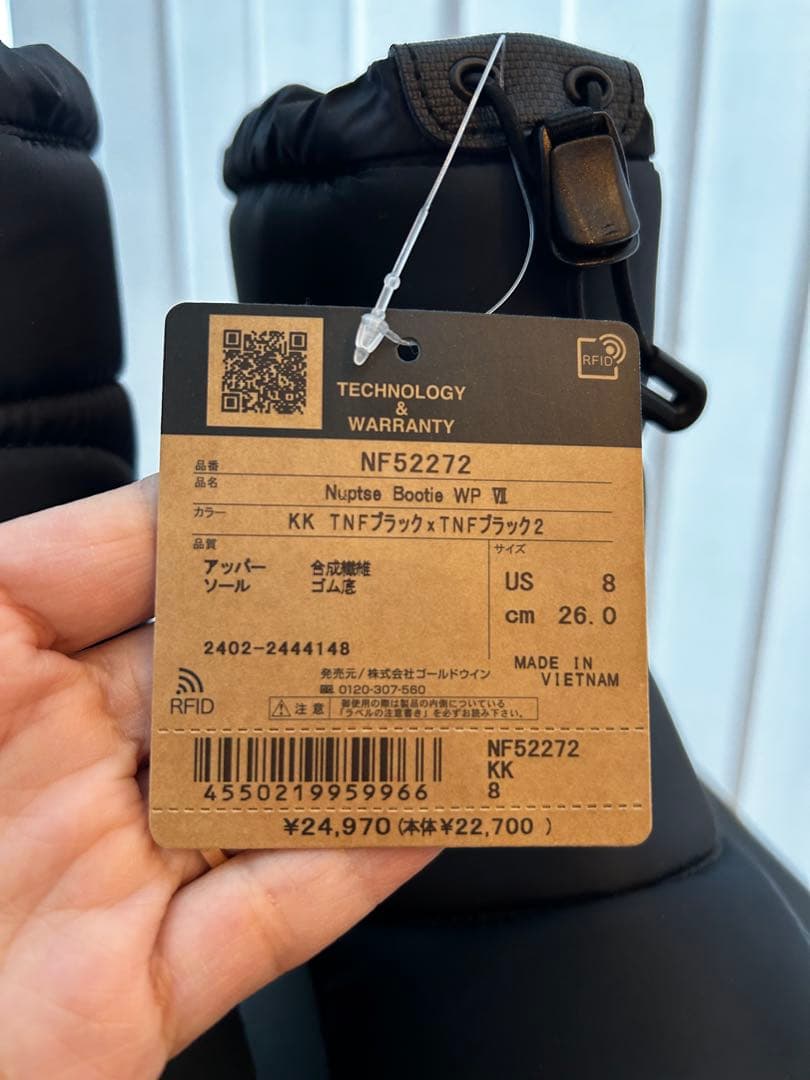 RFID
TECHNOLOGY
&
WARRANTY
品番 NF52272
品名 Nuptse Bootie WP Ⅶ
カラー KK TNFブラックxTNFブラック2
品質
アッパー 合成繊維
ソール ゴム底
サイズ
US 8
cm 26.0
2402-2444148
MADE IN
VIETNAM
RFID
発売元/株式会社ゴールドウイン
0120-307-560
注意 御使用の際は製品の内側についている
「ラベルの注意書き」を必ずお読み下さい。
4550219959966
NF52272
KK
8
¥24,970(本体¥22,700 )